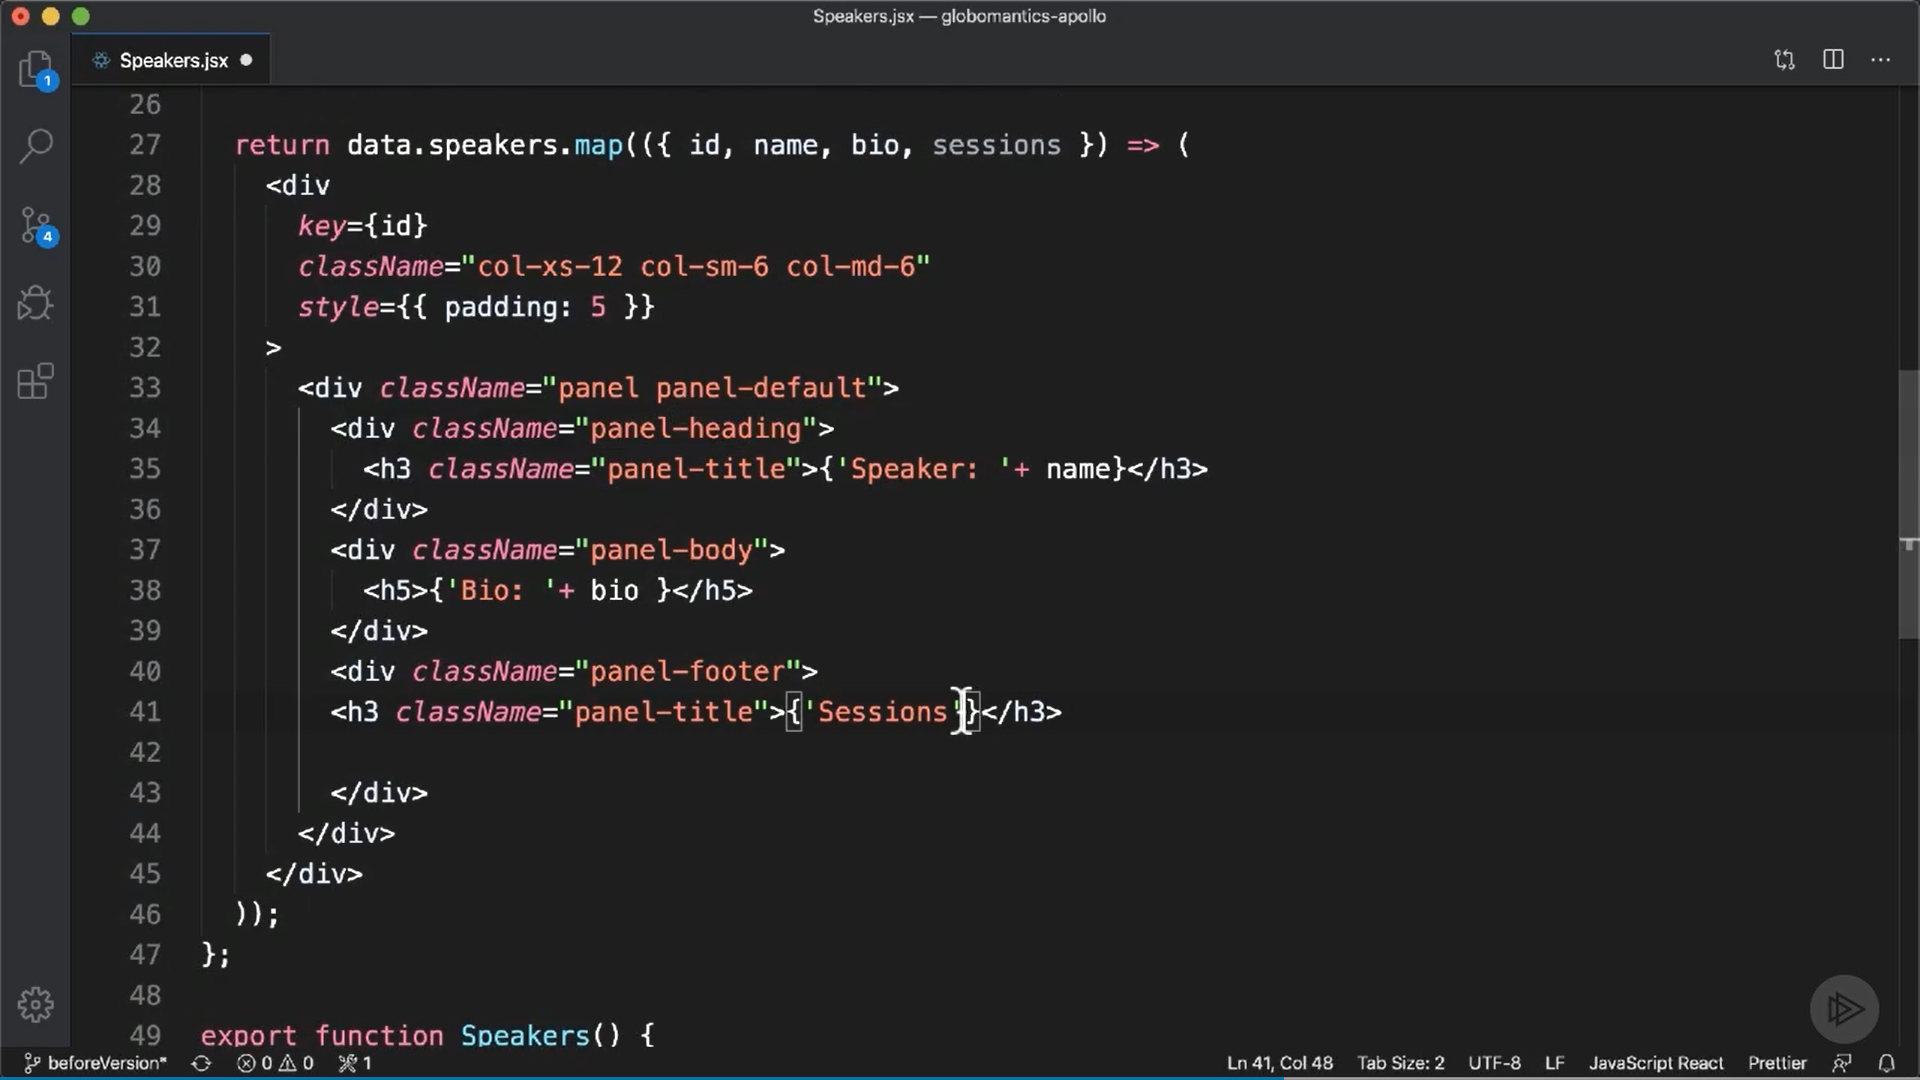 Speakers.jsx — globomantics-apollo
1
Speakers.jsx
26
27 return data.speakers.map(({ id, name, bio, sessions }) => (
28 <div
29 key={id}
30 className="col-xs-12 col-sm-6 col-md-6"
31 style={{ padding: 5 }}
32 >
33 <div className="panel panel-default">
34 <div className="panel-heading">
35 <h3 className="panel-title">{'Speaker: '+ name}</h3>
36 </div>
37 <div className="panel-body">
38 <h5>{'Bio: '+ bio }</h5>
39 </div>
40 <div className="panel-footer">
41 <h3 className="panel-title">{'Sessions'}</h3>
42
43 </div>
44 </div>
45 </div>
46 ));
47 };
48
49 export function Speakers() {
4
beforeVersion* 0 0 1 Ln 41, Col 48 Tab Size: 2 UTF-8 LF JavaScript React Prettier